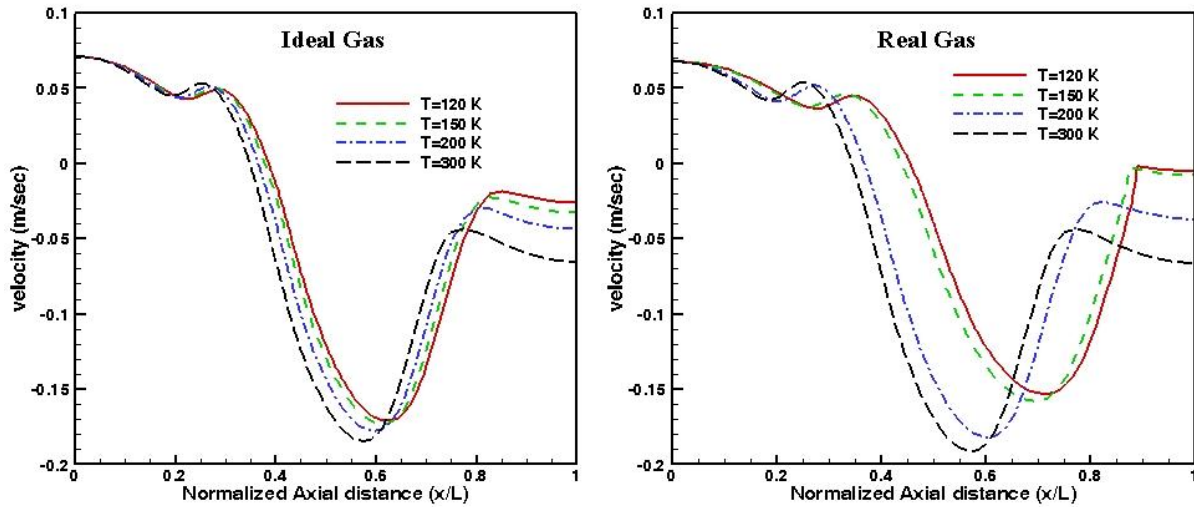 Ideal Gas
T=120 K
T=150 K
T=200 K
T=300 K
0.1
0.05
0
-0.05
-0.1
-0.15
-0.2
velocity (m/sec)
0
0.2
0.4
0.6
0.8
1
Normalized Axial distance (x/L)
Real Gas
T=120 K
T=150 K
T=200 K
T=300 K
0.1
0.05
0
-0.05
-0.1
-0.15
-0.2
velocity (m/sec)
0
0.2
0.4
0.6
0.8
1
Normalized Axial distance (x/L)